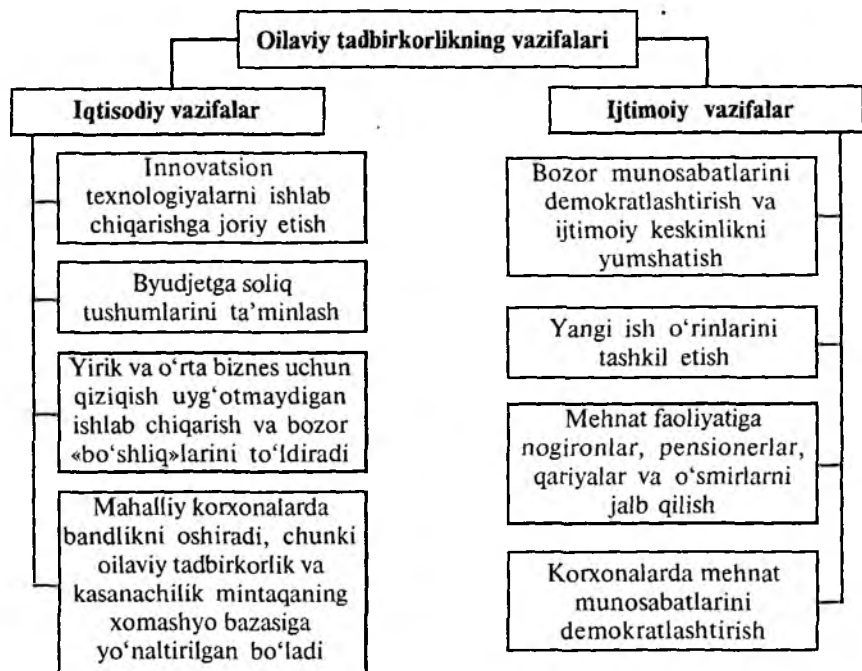 Oilaviy tadbirkorlikning vazifalari
Iqtisodiy vazifalar
Innovatsion
texnologiyalarni ishlab
chiqarishga joriy etish
Byudjetga soliq
tushumlarini ta’minlash
Yirik va o‘rta biznes uchun
qiziqish uyg‘otmaydigan
ishlab chiqarish va bozor
«bo‘shliq»larini to‘ldiradi
Mahalliy korxonalarda
bandlikni oshiradi, chunki
oilaviy tadbirkorlik va
kasanachilik mintaqaning
xomashyo bazasiga
yo‘naltirilgan bo‘ladi
Ijtimoiy vazifalar
Bozor munosabatlarini
demokratlashtirish va
ijtimoiy keskinlikni
yumshatish
Yangi ish o‘rinlarini
tashkil etish
Mehnat faoliyatiga
nogironlar, pensionerlar,
qariyalar va o‘smirlarni
jalb qilish
Korxonalarda mehnat
munosabatlarini
demokratlashtirish